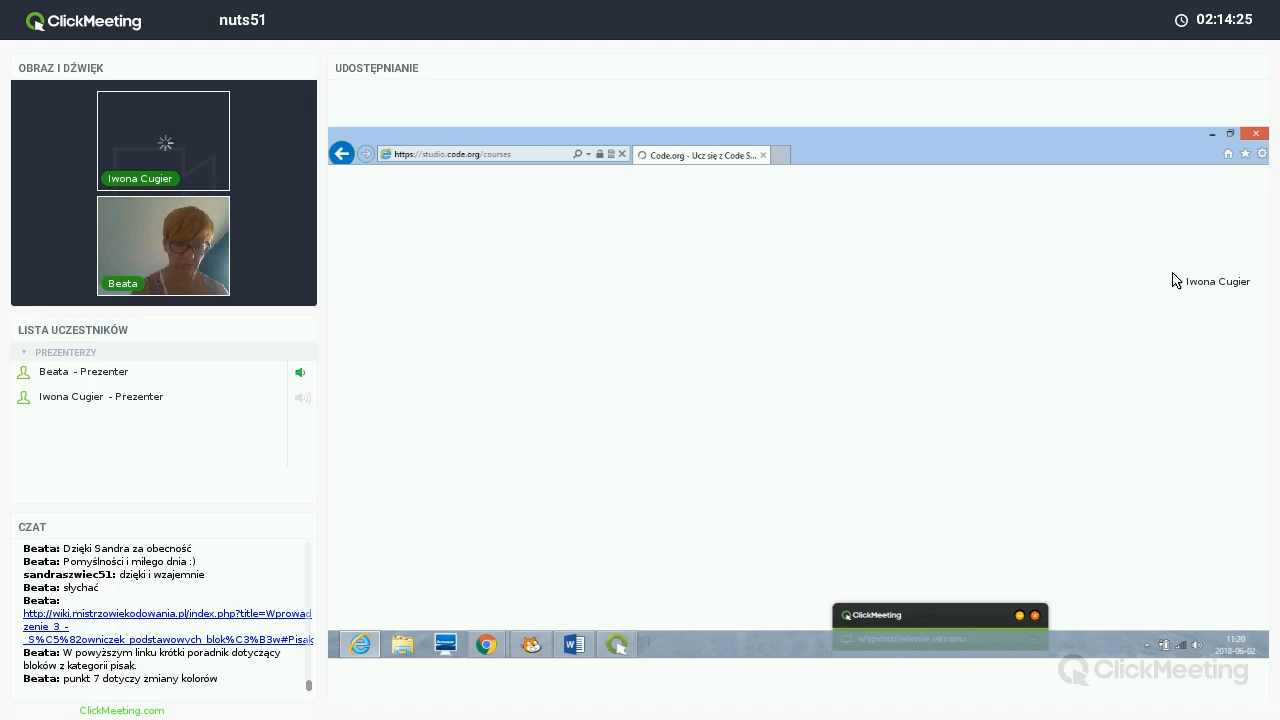 ClickMeeting
nuts51
02:14:25
OBRAZ I DŹWIĘK
Iwona Cugier
Beata
LISTA UCZESTNIKÓW
PREZENTERZY
Beata - Prezenter
Iwona Cugier - Prezenter
CZAT
Beata: Dzięki Sandra za obecność
Beata: Pomyślności i miłego dnia :)
sandraszwiec51: dzięki i wzajemnie
Beata: słychać
Beata:
http://wiki.mistrzowiekodowania.pl/index.php?title=Wprowad
zenie_3_-
_S%C5%82owniczek_podstawowych_blok%C3%B3w#Pisak
Beata: W powyższym linku krótki poradnik dotyczący
bloków z kategorii pisak.
Beata: punkt 7 dotyczy zmiany kolorów
ClickMeeting.com
UDOSTĘPNIANIE
https://studio.code.org/courses
Code.org - Ucz się z Code S...
Iwona Cugier
ClickMeeting
Współdzielenie ekranu
11:20
2018-06-02
ClickMeeting